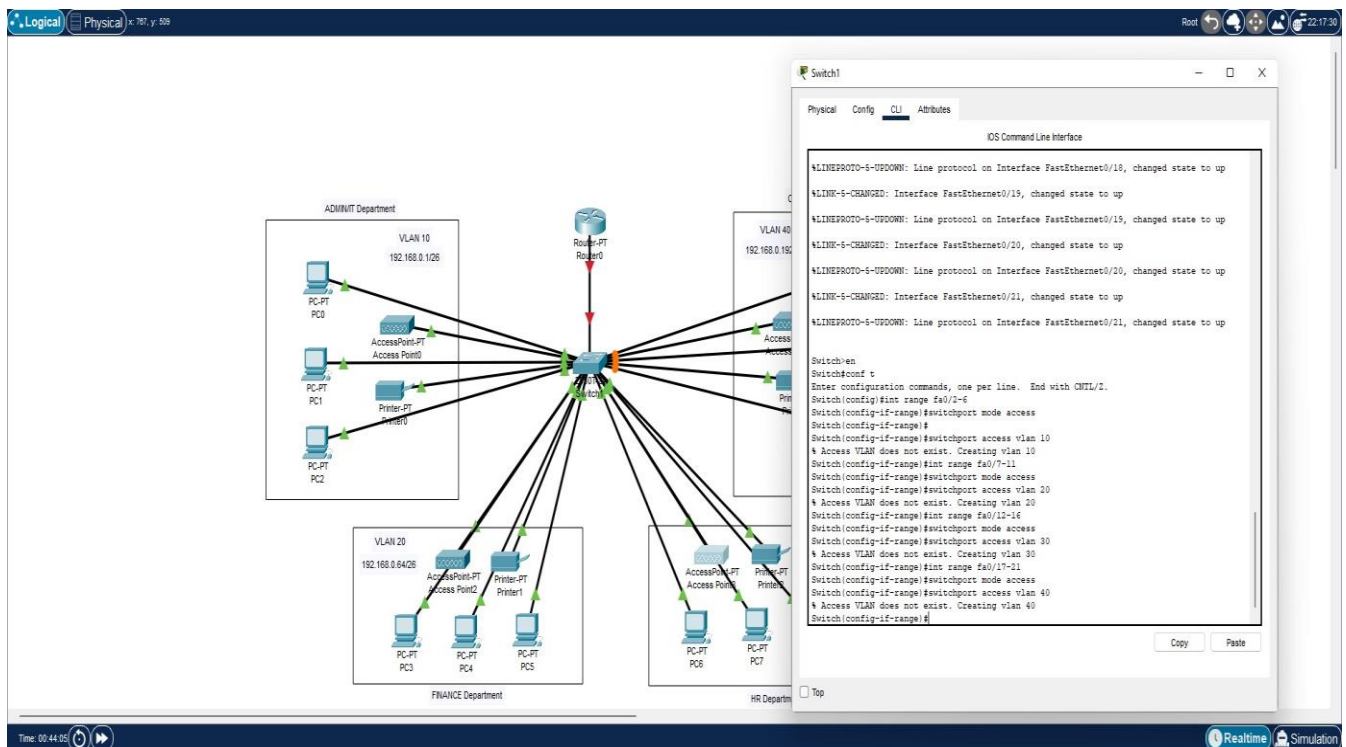 Logical
Physical
x: 767, y: 509
Root
22:17:30
ADMIN/IT Department
VLAN 10
192.168.0.1/26
PC-PT
PC0
AccessPoint-PT
Access Point0
PC-PT
PC1
Printer-PT
Printer0
PC-PT
PC2
Router-PT
Router0
Switch1
VLAN 40
192.168.0.192
VLAN 20
192.168.0.64/26
AccessPoint-PT
Access Point2
Printer-PT
Printer1
PC-PT
PC3
PC-PT
PC4
PC-PT
PC5
FINANCE Department
AccessPoint-PT
Printer-PT
PC-PT
PC6
PC-PT
PC7
HR Departm
Switch1
Physical Config CLI Attributes
IOS Command Line Interface
%LINEPROTO-5-UPDOWN: Line protocol on Interface FastEthernet0/18, changed state to up
%LINK-5-CHANGED: Interface FastEthernet0/19, changed state to up
%LINEPROTO-5-UPDOWN: Line protocol on Interface FastEthernet0/19, changed state to up
%LINK-5-CHANGED: Interface FastEthernet0/20, changed state to up
%LINEPROTO-5-UPDOWN: Line protocol on Interface FastEthernet0/20, changed state to up
%LINK-5-CHANGED: Interface FastEthernet0/21, changed state to up
%LINEPROTO-5-UPDOWN: Line protocol on Interface FastEthernet0/21, changed state to up
Switch>en
Switch#conf t
Enter configuration commands, one per line. End with CNTL/Z.
Switch(config)#int range fa0/2-6
Switch(config-if-range)#switchport mode access
Switch(config-if-range)#
Switch(config-if-range)#switchport access vlan 10
% Access VLAN does not exist. Creating vlan 10
Switch(config-if-range)#int range fa0/7-11
Switch(config-if-range)#switchport mode access
Switch(config-if-range)#switchport access vlan 20
% Access VLAN does not exist. Creating vlan 20
Switch(config-if-range)#int range fa0/12-16
Switch(config-if-range)#switchport mode access
Switch(config-if-range)#switchport access vlan 30
% Access VLAN does not exist. Creating vlan 30
Switch(config-if-range)#int range fa0/17-21
Switch(config-if-range)#switchport mode access
Switch(config-if-range)#switchport access vlan 40
% Access VLAN does not exist. Creating vlan 40
Switch(config-if-range)#
Copy
Paste
Top
Time: 00:44:05
Realtime
Simulation